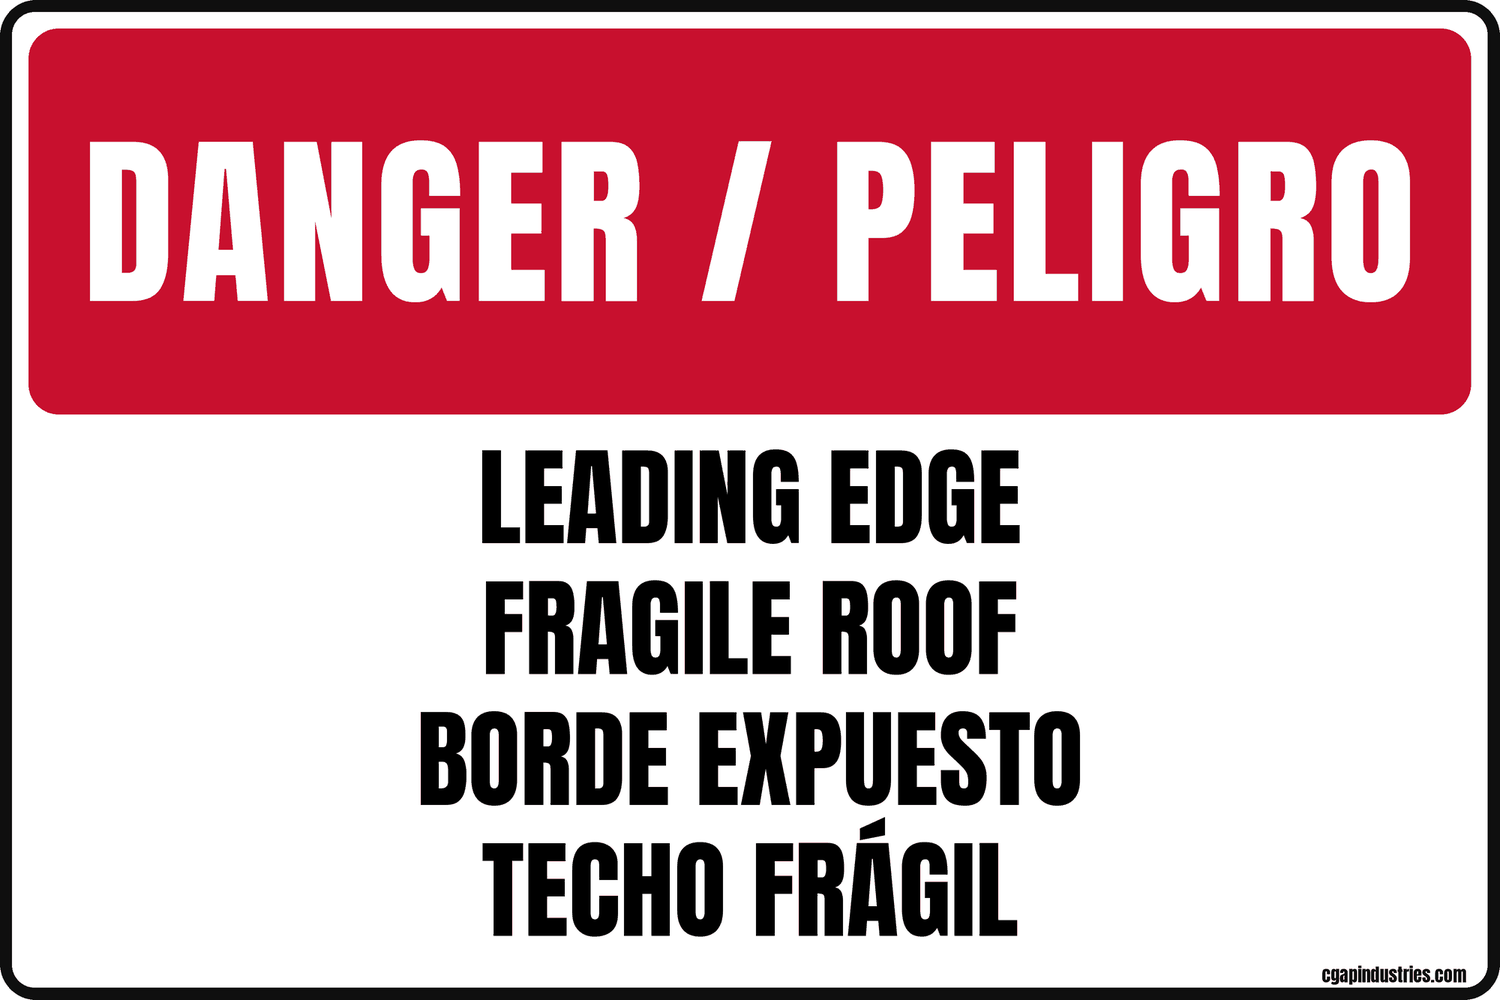 DANGER / PELIGRO
LEADING EDGE
FRAGILE ROOF
BORDE EXPUESTO
TECHO FRÁGIL
cgapindustries.com